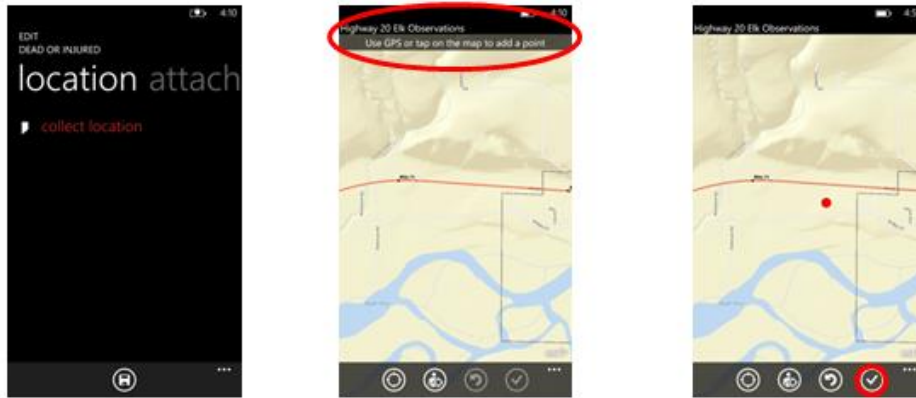 4:10
EDIT
DEAD OR INJURED
location attach
collect location
4:10
Highway 20 Elk Observations
Use GPS or tap on the map to add a point
Highway 20 Elk Observations